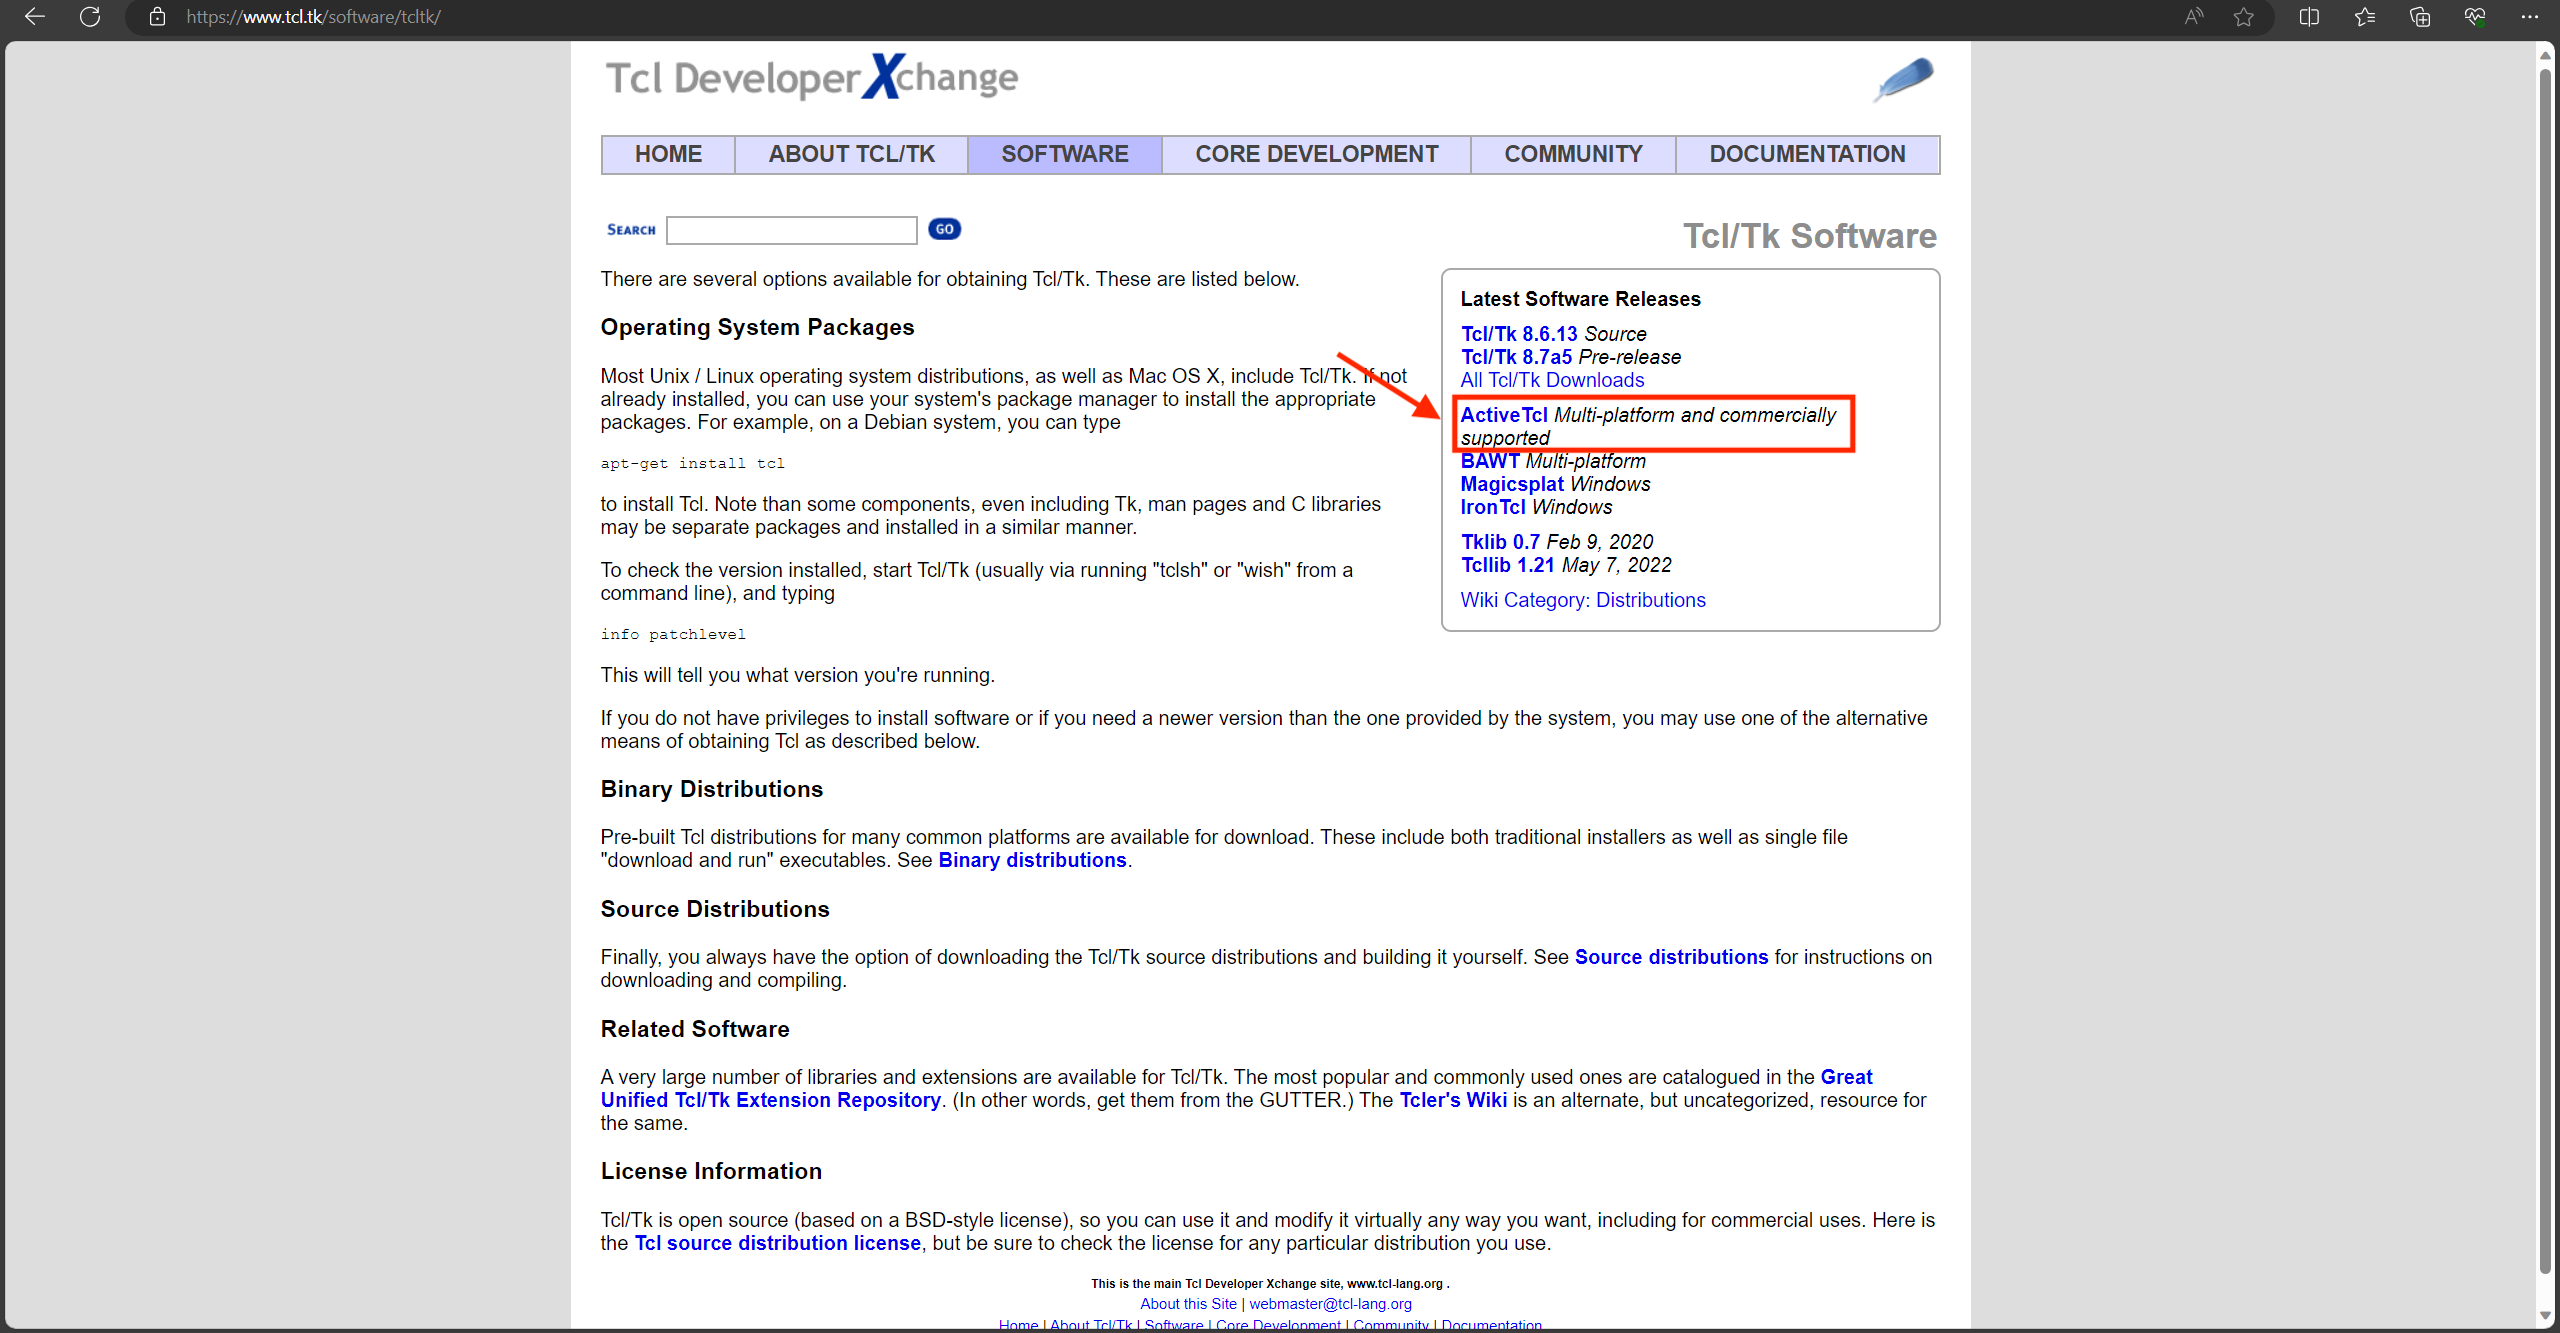 https://www.tcl.tk/software/tcltk/
Tcl Developer Xchange
HOME
ABOUT TCL/TK
SOFTWARE
CORE DEVELOPMENT
COMMUNITY
DOCUMENTATION
SEARCH
GO
Tcl/Tk Software
There are several options available for obtaining Tcl/Tk. These are listed below.
Operating System Packages
Most Unix / Linux operating system distributions, as well as Mac OS X, include Tcl/Tk. If not
already installed, you can use your system's package manager to install the appropriate
packages. For example, on a Debian system, you can type
apt-get install tcl
to install Tcl. Note than some components, even including Tk, man pages and C libraries
may be separate packages and installed in a similar manner.
To check the version installed, start Tcl/Tk (usually via running "tclsh" or "wish" from a
command line), and typing
info patchlevel
This will tell you what version you're running.
Latest Software Releases
Tcl/Tk 8.6.13 Source
Tcl/Tk 8.7a5 Pre-release
All Tcl/Tk Downloads
ActiveTcl Multi-platform and commercially
supported
BAWT Multi-platform
Magicsplat Windows
IronTcl Windows
Tklib 0.7 Feb 9, 2020
Tcllib 1.21 May 7, 2022
Wiki Category: Distributions
If you do not have privileges to install software or if you need a newer version than the one provided by the system, you may use one of the alternative
means of obtaining Tcl as described below.
Binary Distributions
Pre-built Tcl distributions for many common platforms are available for download. These include both traditional installers as well as single file
"download and run" executables. See Binary distributions.
Source Distributions
Finally, you always have the option of downloading the Tcl/Tk source distributions and building it yourself. See Source distributions for instructions on
downloading and compiling.
Related Software
A very large number of libraries and extensions are available for Tcl/Tk. The most popular and commonly used ones are catalogued in the Great
Unified Tcl/Tk Extension Repository. (In other words, get them from the GUTTER.) The Tcler's Wiki is an alternate, but uncategorized, resource for
the same.
License Information
Tcl/Tk is open source (based on a BSD-style license), so you can use it and modify it virtually any way you want, including for commercial uses. Here is
the Tcl source distribution license, but be sure to check the license for any particular distribution you use.
This is the main Tcl Developer Xchange site, www.tcl-lang.org .
About this Site | webmaster@tcl-lang.org
Home | About Tcl/Tk | Software | Core Development | Community | Documentation